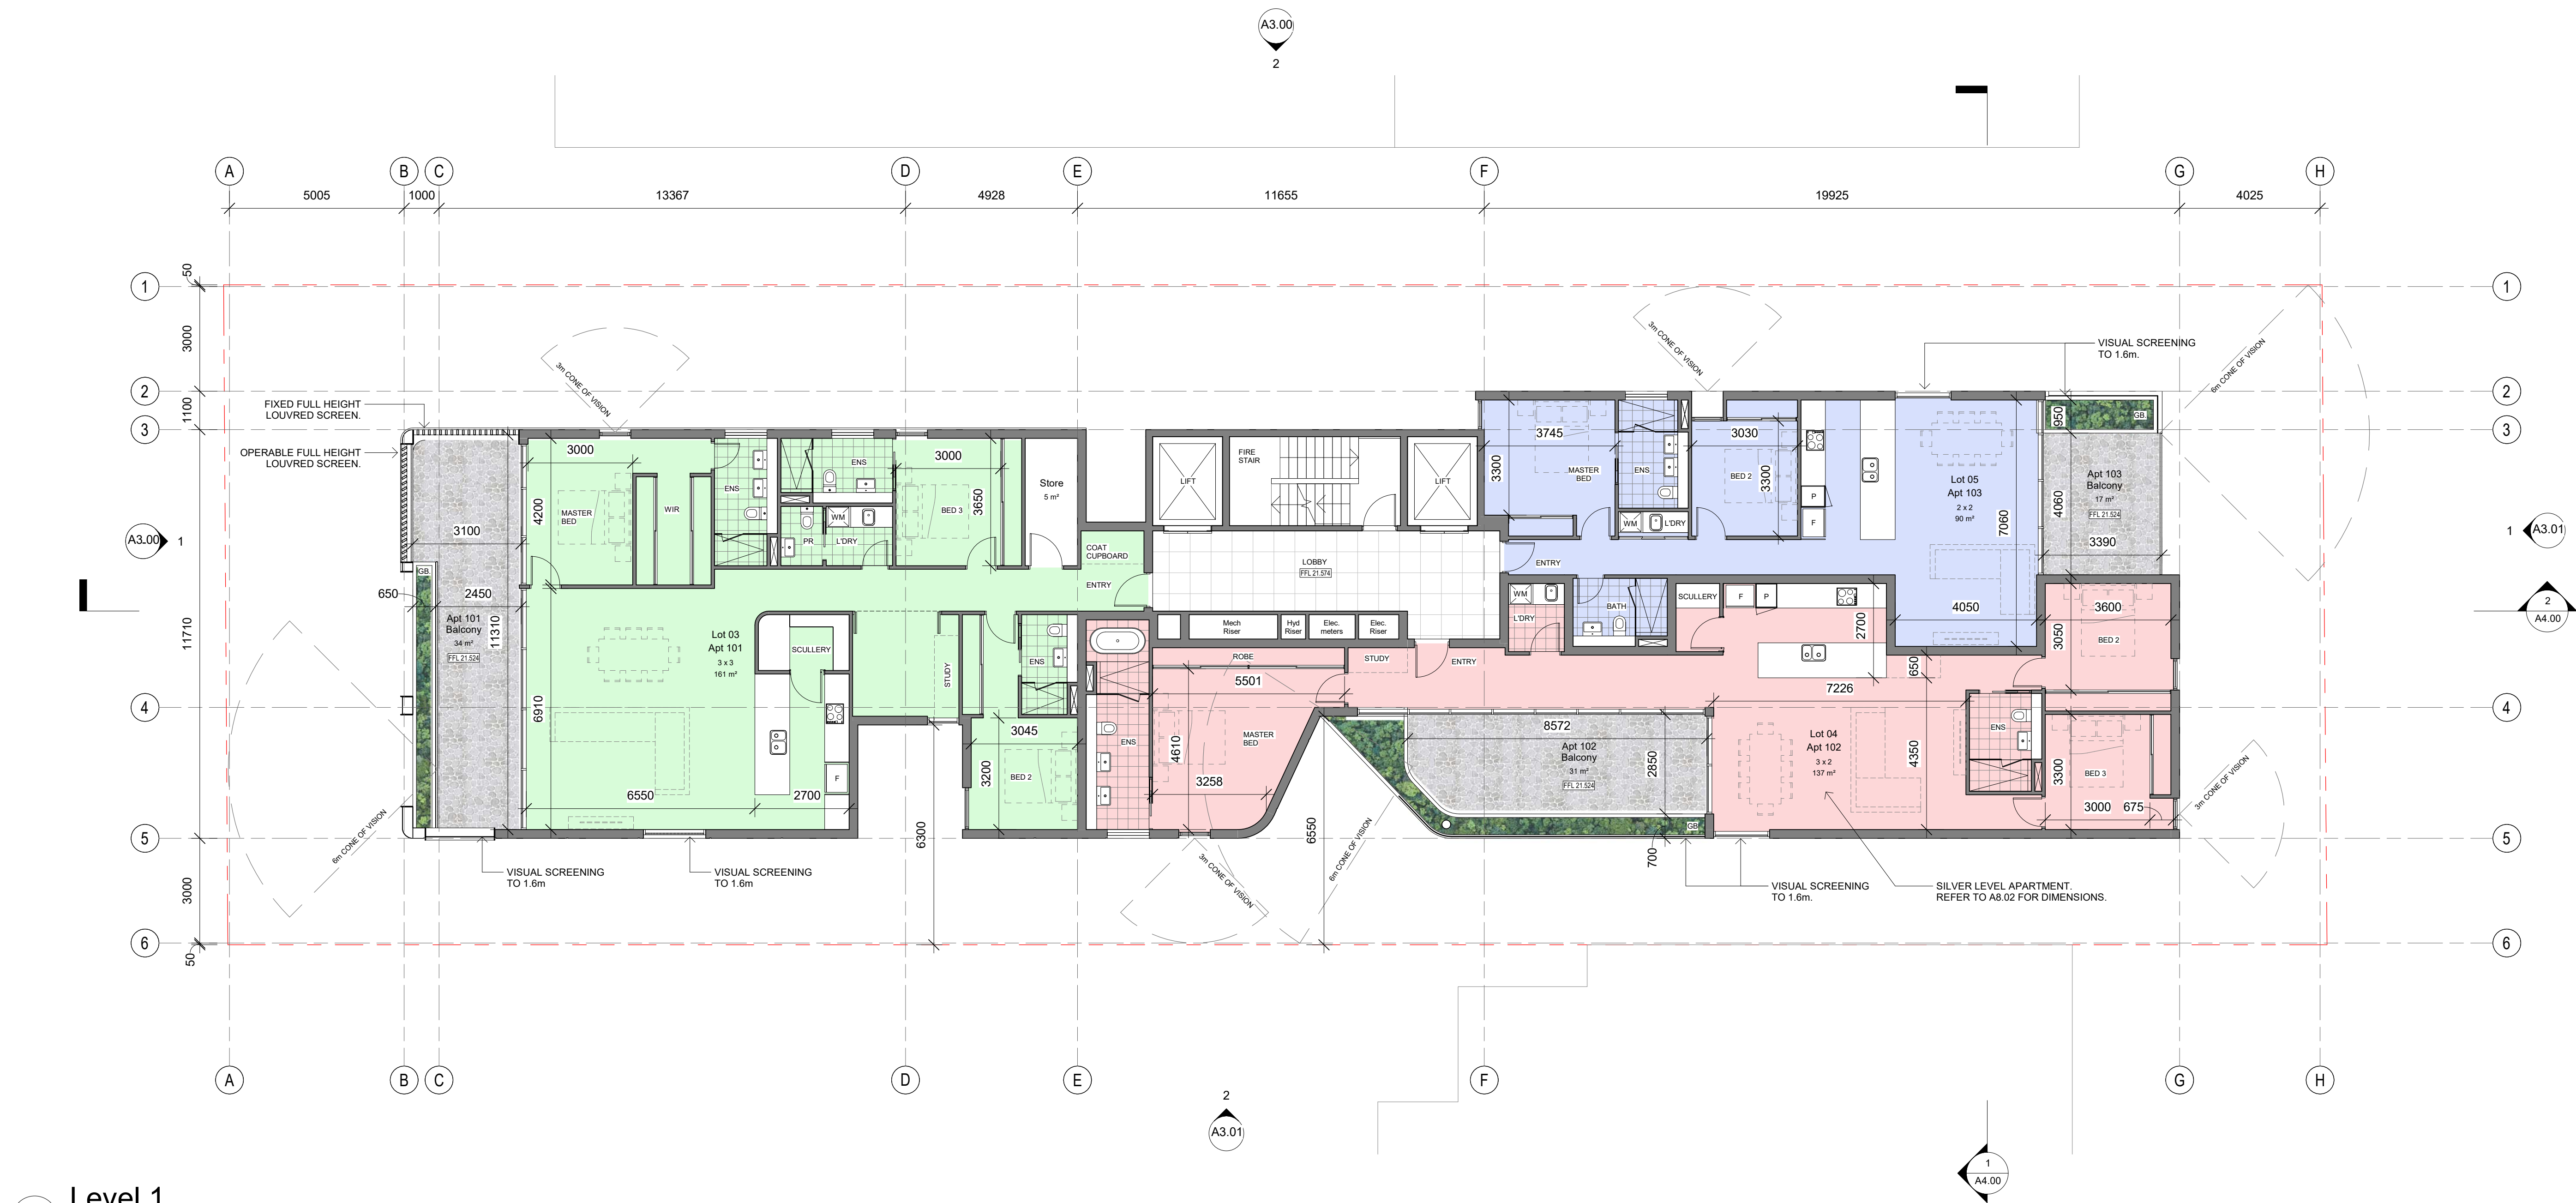 A3.00
2
A
B
C
D
E
F
G
H
5005
1000
13367
4928
11655
19925
4025
50
1
1
3000
3m CONE OF VISION
3m CONE OF VISION
6m CONE OF VISION
VISUAL SCREENING
TO 1.6m.
2
2
1100
FIXED FULL HEIGHT
LOUVRED SCREEN.
3
3
OPERABLE FULL HEIGHT
LOUVRED SCREEN.
3000
4200
MASTER
BED
WIR
ENS
ENS
3000
BED 3
3650
Store
5 m²
PR
WM
L'DRY
LIFT
FIRE
STAIR
LIFT
3745
3300
MASTER
BED
ENS
WM
L'DRY
3030
BED 2
3300
P
F
Lot 05
Apt 103
2 x 2
90 m²
7060
950
GB.
Apt 103
Balcony
17 m²
FFL 21.524
4060
3390
A3.00
1
1
A3.01
3100
GB.
650
2450
Apt 101
Balcony
34 m²
FFL 21.524
11310
11710
COAT
CUPBOARD
ENTRY
LOBBY
FFL 21.574
ENTRY
WM
L'DRY
BATH
SCULLERY
F
P
2700
4050
3600
3050
BED 2
2
A4.00
Lot 03
Apt 101
3 x 3
161 m²
SCULLERY
STUDY
ENS
Mech
Riser
Hyd
Riser
Elec.
meters
Elec.
Riser
ROBE
STUDY
ENTRY
5501
650
7226
4
4
6910
F
6550
2700
3045
3200
BED 2
ENS
4610
MASTER
BED
3258
8572
Apt 102
Balcony
31 m²
FFL 21.524
2850
Lot 04
Apt 102
3 x 2
137 m²
4350
ENS
3300
BED 3
3000
675
GB.
700
5
5
6m CONE OF VISION
6300
6550
3m CONE OF VISION
6m CONE OF VISION
3m CONE OF VISION
VISUAL SCREENING
TO 1.6m
VISUAL SCREENING
TO 1.6m
VISUAL SCREENING
TO 1.6m.
SILVER LEVEL APARTMENT.
REFER TO A8.02 FOR DIMENSIONS.
3000
6
6
50
A
B
C
D
E
F
G
H
2
A3.01
1
A4.00
Level 1